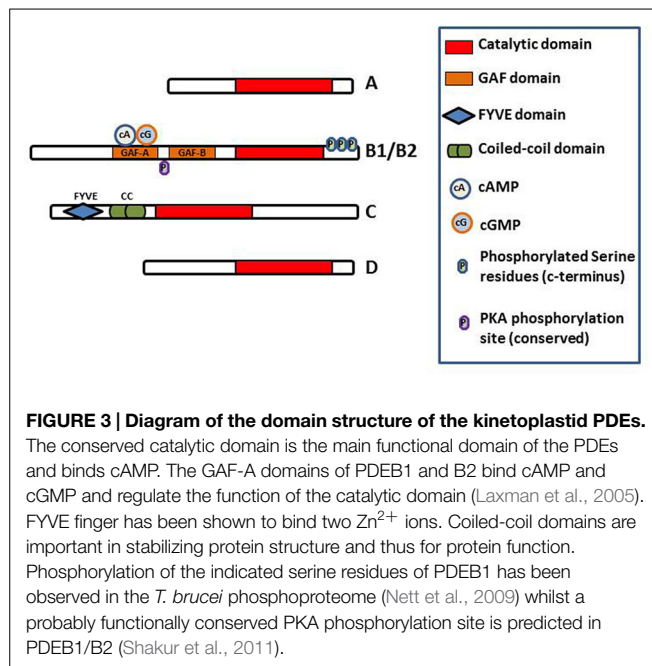 A
cA
cG
GAF-A
GAF-B
P
P
P
P
B1/B2
FYVE
CC
C
D
Catalytic domain
GAF domain
FYVE domain
Coiled-coil domain
cA
cAMP
cG
cGMP
P
Phosphorylated Serine
residues (c-terminus)
P
PKA phosphorylation
site (conserved)
FIGURE 3 | Diagram of the domain structure of the kinetoplastid PDEs.
The conserved catalytic domain is the main functional domain of the PDEs
and binds cAMP. The GAF-A domains of PDEB1 and B2 bind cAMP and
cGMP and regulate the function of the catalytic domain (Laxman et al., 2005).
FYVE finger has been shown to bind two Zn²⁺ ions. Coiled-coil domains are
important in stabilizing protein structure and thus for protein function.
Phosphorylation of the indicated serine residues of PDEB1 has been
observed in the T. brucei phosphoproteome (Nett et al., 2009) whilst a
probably functionally conserved PKA phosphorylation site is predicted in
PDEB1/B2 (Shakur et al., 2011).